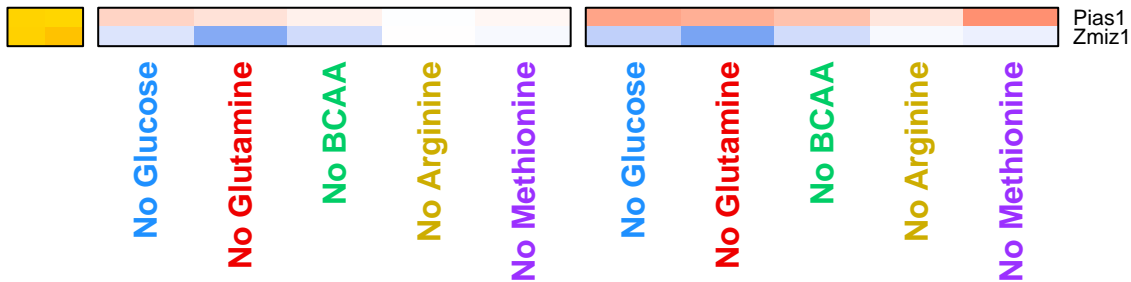 Pias1
Zmiz1
No Glucose
No Glutamine
No BCAA
No Arginine
No Methionine
No Glucose
No Glutamine
No BCAA
No Arginine
No Methionine